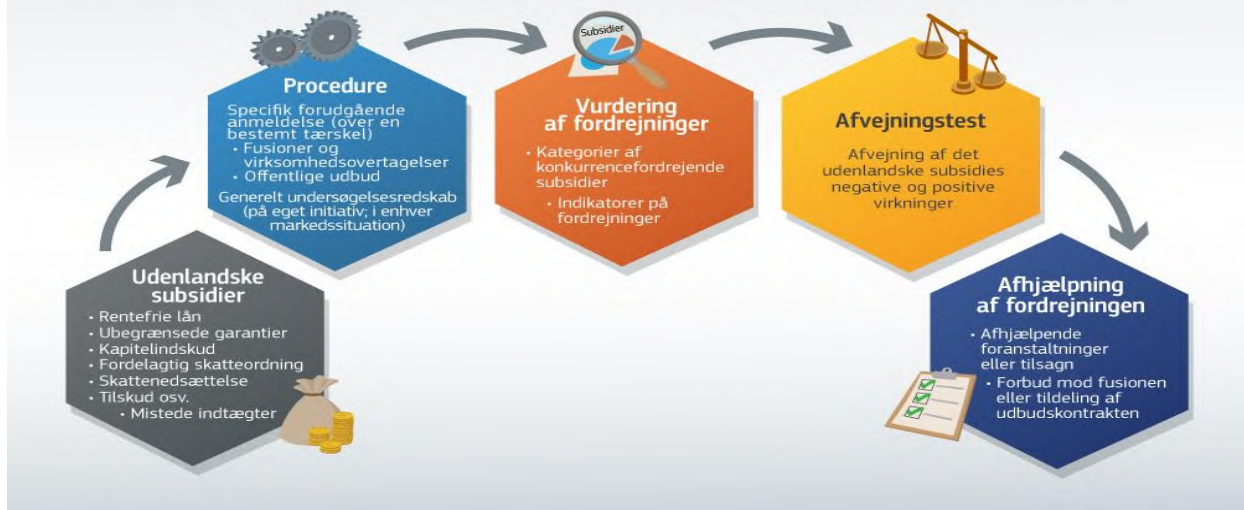 Udenlandske
subsidier
• Rentefrie lån
• Ubegrænsede garantier
• Kapitelindskud
• Fordelagtig skatteordning
• Skattenedsættelse
• Tilskud osv.
• Mistede indtægter
Procedure
Specifik forudgående
anmeldelse (over en
bestemt tærskel)
• Fusioner og
virksomhedsovertagelser
• Offentlige udbud
Generelt undersøgelsesredskab
(på eget initiativ; i enhver
markedssituation)
Subsidier
Vurdering
af fordrejninger
• Kategorier af
konkurrencefordrejende
subsidier
• Indikatorer på
fordrejninger
Afvejningstest
Afvejning af det
udenlandske subsidies
negative og positive
virkninger
Afhjælpning
af fordrejningen
• Afhjælpende
foranstaltninger
eller tilsagn
• Forbud mod fusionen
eller tildeling af
udbudskontrakten